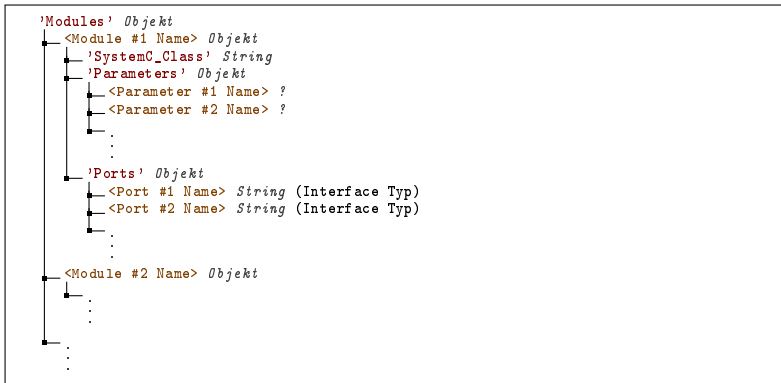 'Modules' Objekt
<Module #1 Name> Objekt
'SystemC_Class' String
'Parameters' Objekt
<Parameter #1 Name> ?
<Parameter #2 Name> ?
.
.
.
'Ports' Objekt
<Port #1 Name> String (Interface Typ)
<Port #2 Name> String (Interface Typ)
.
.
.
<Module #2 Name> Objekt
.
.
.
.
.
.